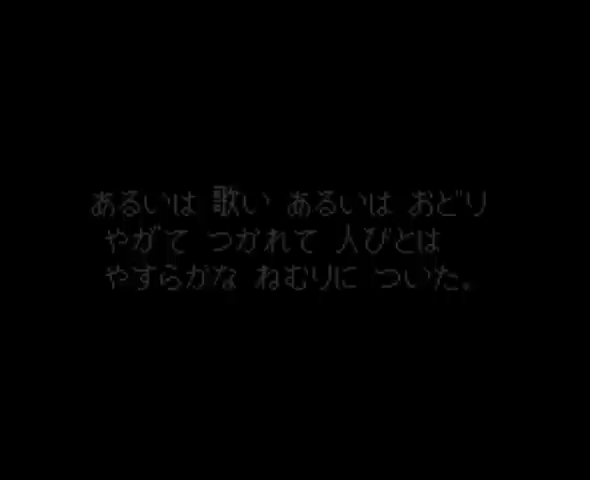 あるいは 歌い あるいは おどり
やがて つかれて 人びとは
やすらかな ねむりに ついた。